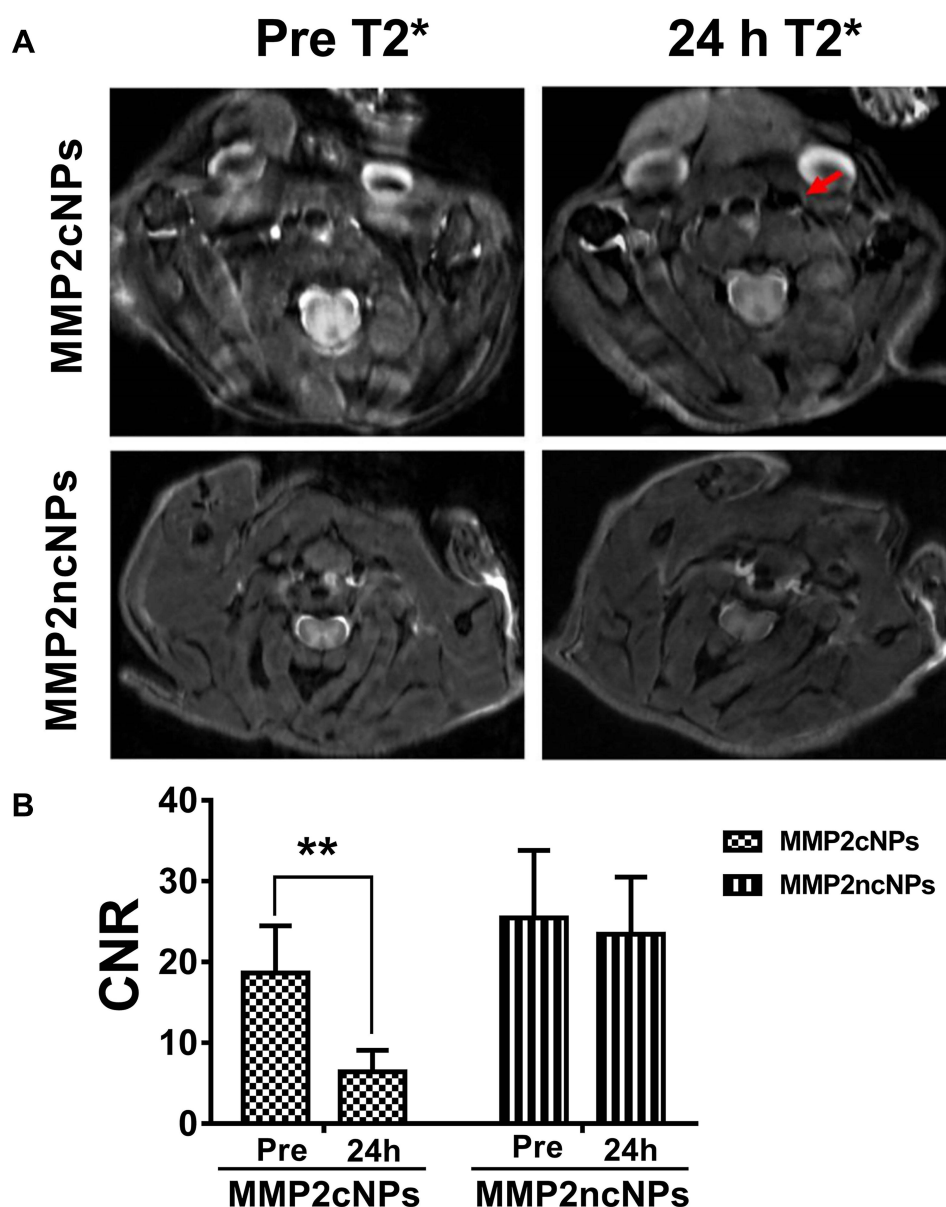 A
Pre T2*
24 h T2*
MMP2cNPs
MMP2ncNPs
B
CNR
40
30
20
10
0
**
MMP2cNPs
MMP2ncNPs
Pre
24h
Pre
24h
MMP2cNPs
MMP2ncNPs